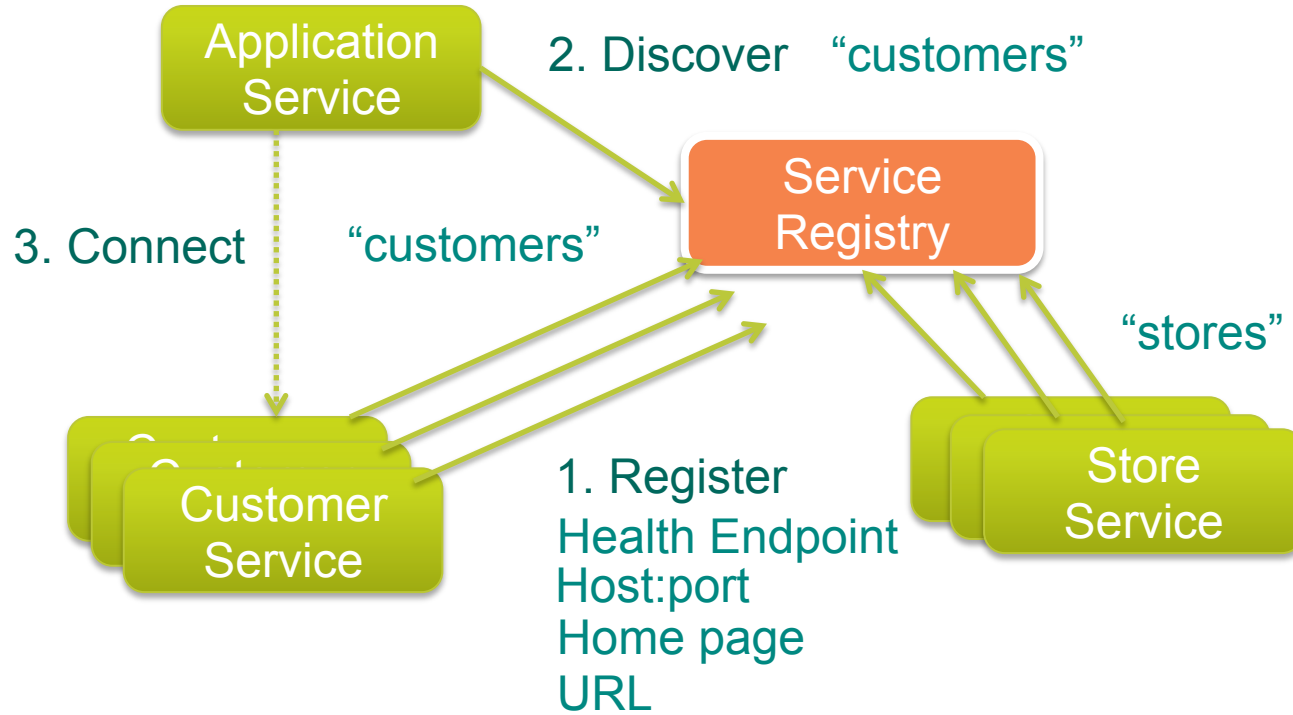 Application
Service
2. Discover “customers”
Service
Registry
3. Connect
“customers”
“stores”
Customer
Service
1. Register
Health Endpoint
Host:port
Home page
URL
Store
Service